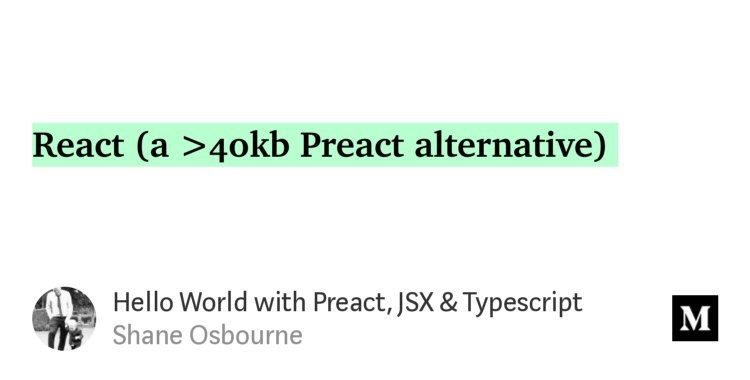 React (a >40kb Preact alternative)
Hello World with Preact, JSX & Typescript
Shane Osbourne
M